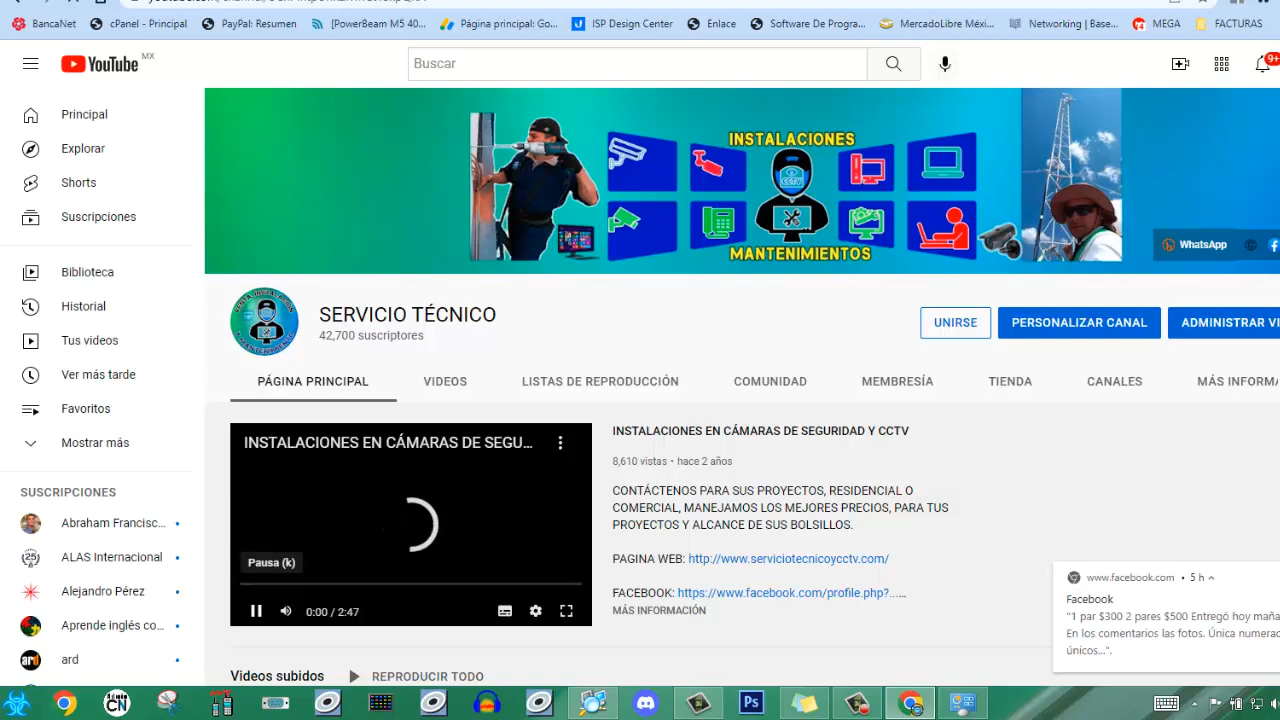 BancaNet
cPanel - Principal
PayPal: Resumen
[PowerBeam M5 40...
Página principal: Go...
ISP Design Center
Enlace
Software De Progra...
MercadoLibre Méxi...
Networking | Base...
MEGA
FACTURAS
YouTube MX
Buscar
9+
Principal
Explorar
Shorts
Suscripciones
Biblioteca
Historial
Tus videos
Ver más tarde
Favoritos
Mostrar más
SUSCRIPCIONES
Abraham Francisc...
ALAS Internacional
Alejandro Pérez
Aprende inglés co...
ard
INSTALACIONES
CCTV
MANTENIMIENTOS
WhatsApp
SERVICIO TÉCNICO
42,700 suscriptores
UNIRSE
PERSONALIZAR CANAL
ADMINISTRAR VI
PÁGINA PRINCIPAL
VIDEOS
LISTAS DE REPRODUCCIÓN
COMUNIDAD
MEMBRESÍA
TIENDA
CANALES
MÁS INFORMA
INSTALACIONES EN CÁMARAS DE SEGU...
Pausa (k)
0:00 / 2:47
INSTALACIONES EN CÁMARAS DE SEGURIDAD Y CCTV
8,610 vistas • hace 2 años
CONTÁCTENOS PARA SUS PROYECTOS, RESIDENCIAL O
COMERCIAL, MANEJAMOS LOS MEJORES PRECIOS, PARA TUS
PROYECTOS Y ALCANCE DE SUS BOLSILLOS.
PAGINA WEB: http://www.serviciotecnicoycctv.com/
FACEBOOK: https://www.facebook.com/profile.php?......
MÁS INFORMACIÓN
www.facebook.com • 5 h
Facebook
"1 par $300 2 pares $500 Entregó hoy maña
En los comentarios las fotos. Única numerac
únicos...".
Videos subidos
REPRODUCIR TODO
CN
Ps